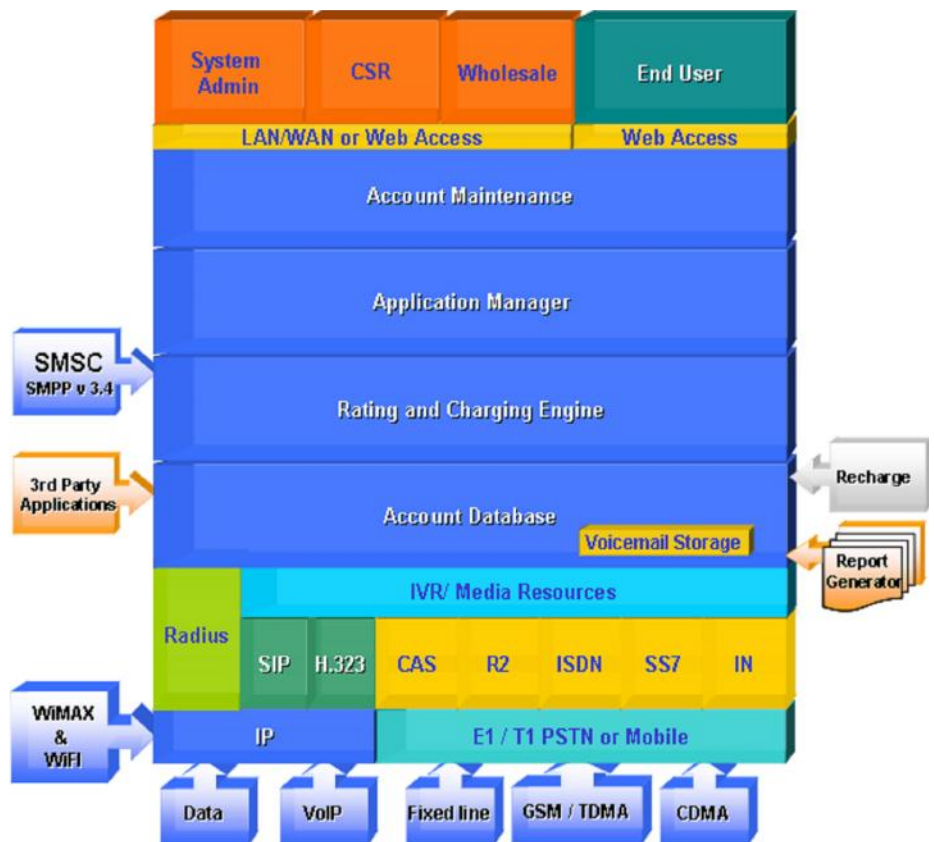 System
Admin
CSR
Wholesale
End User
LAN/WAN or Web Access
Web Access
Account Maintenance
Application Manager
SMSC
SMPP v 3.4
Rating and Charging Engine
3rd Party
Applications
Recharge
Account Database
Voicemail Storage
Report
Generator
IVR/ Media Resources
Radius
SIP
H.323
CAS
R2
ISDN
SS7
IN
WiMAX
&
WiFI
IP
E1 / T1 PSTN or Mobile
Data
VoIP
Fixed line
GSM / TDMA
CDMA